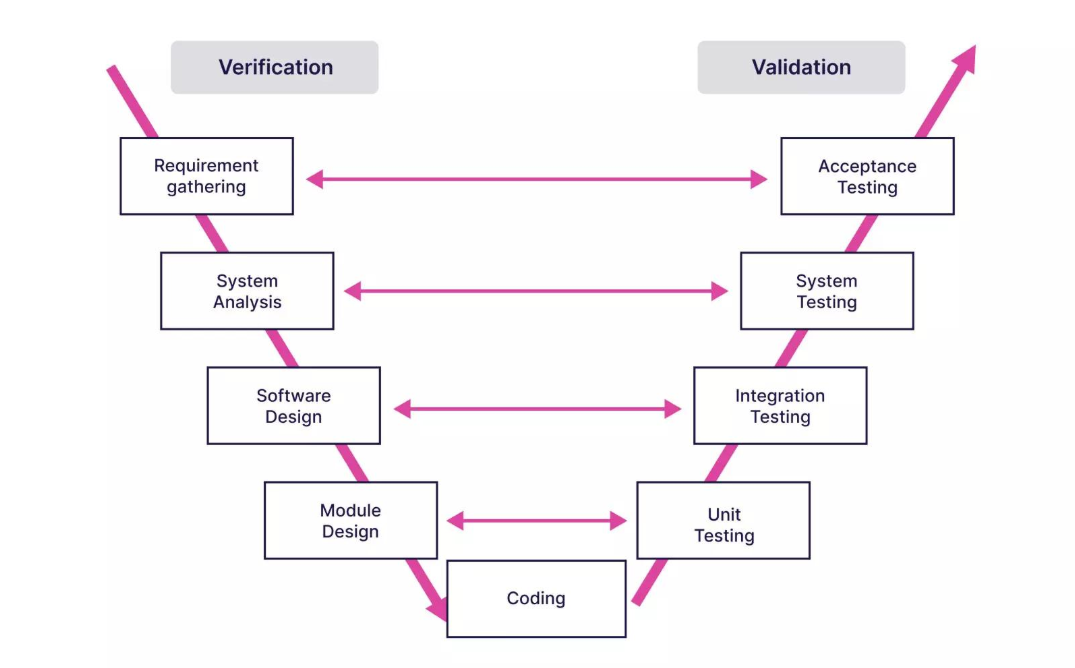 Verification
Validation
Requirement
gathering
Acceptance
Testing
System
Analysis
System
Testing
Software
Design
Integration
Testing
Module
Design
Unit
Testing
Coding